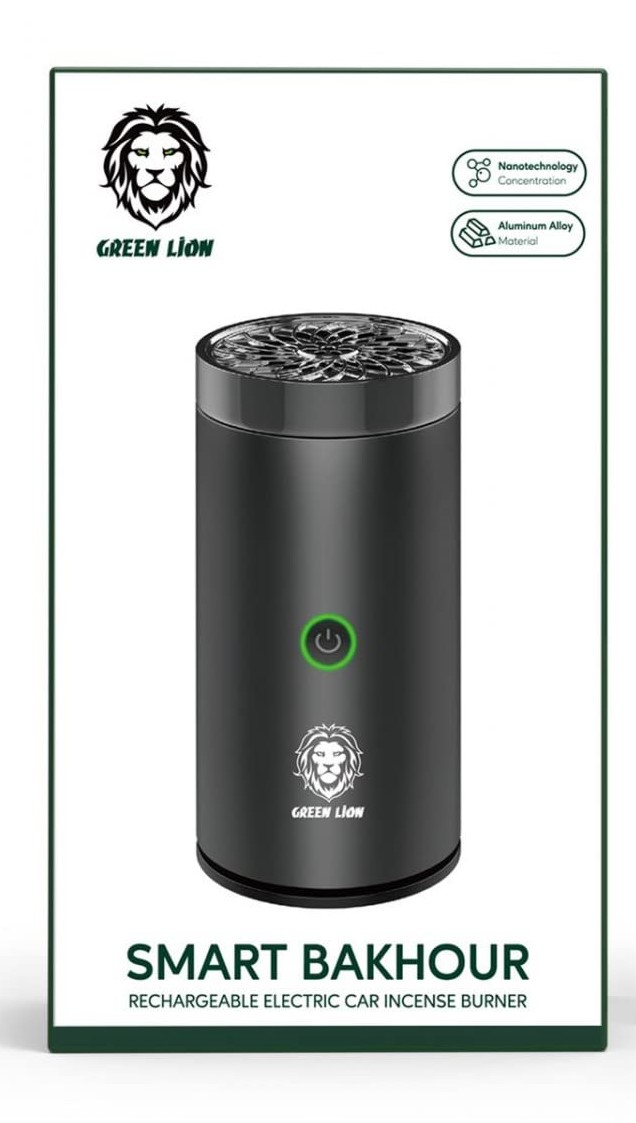 GREEN LION
Nanotechnology
Concentration
Aluminum Alloy
Material
GREEN LION
SMART BAKHOUR
RECHARGEABLE ELECTRIC CAR INCENSE BURNER